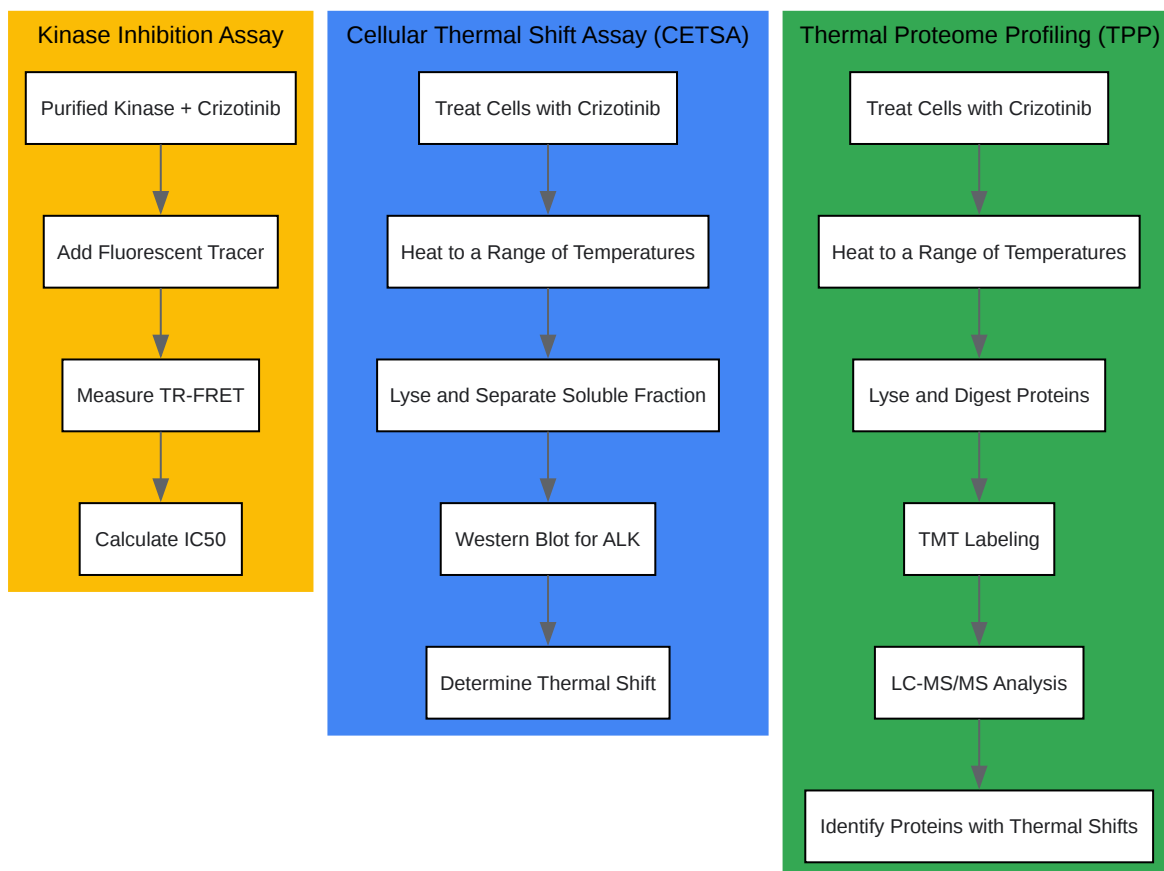 Kinase Inhibition Assay
Purified Kinase + Crizotinib
Add Fluorescent Tracer
Measure TR-FRET
Calculate IC50
Cellular Thermal Shift Assay (CETSA)
Treat Cells with Crizotinib
Heat to a Range of Temperatures
Lyse and Separate Soluble Fraction
Western Blot for ALK
Determine Thermal Shift
Thermal Proteome Profiling (TPP)
Treat Cells with Crizotinib
Heat to a Range of Temperatures
Lyse and Digest Proteins
TMT Labeling
LC-MS/MS Analysis
Identify Proteins with Thermal Shifts